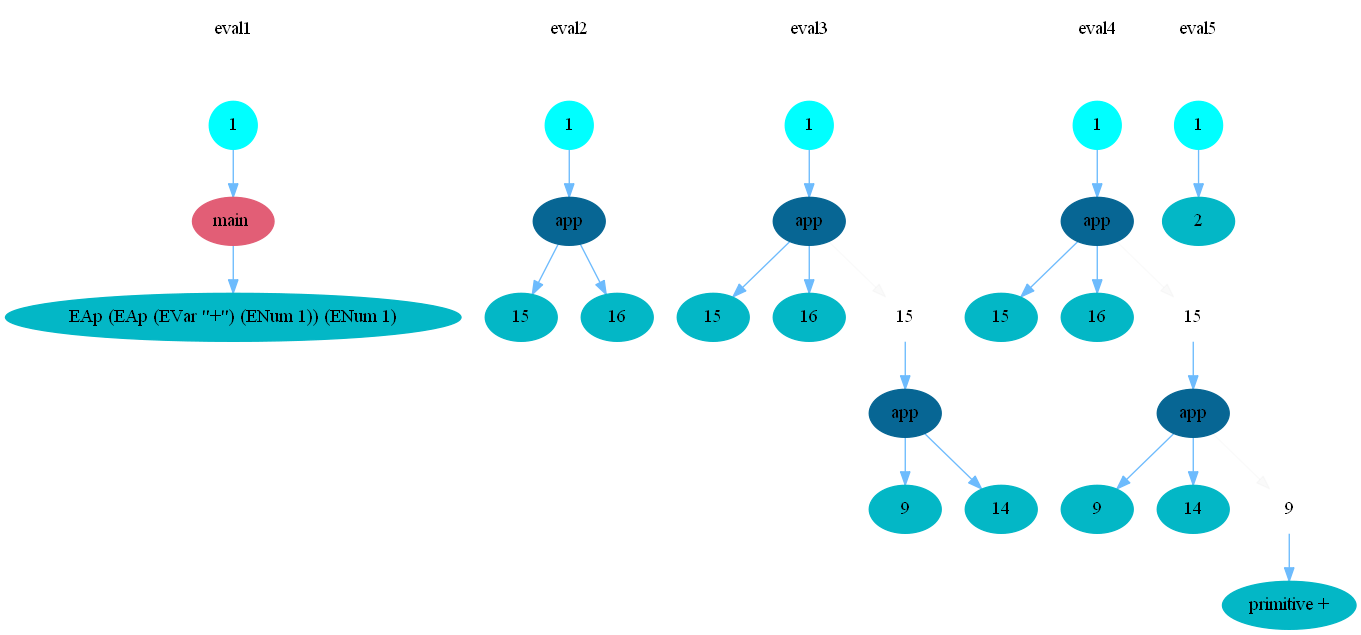 eval1 eval2 eval3 eval4 eval5
1 1 1 1 1
main app app app 2
EAp (EAp (EVar "+") (ENum 1)) (ENum 1) 15 16 15 16 15 15 16 15
app app
9 14 9 14 9
primitive +